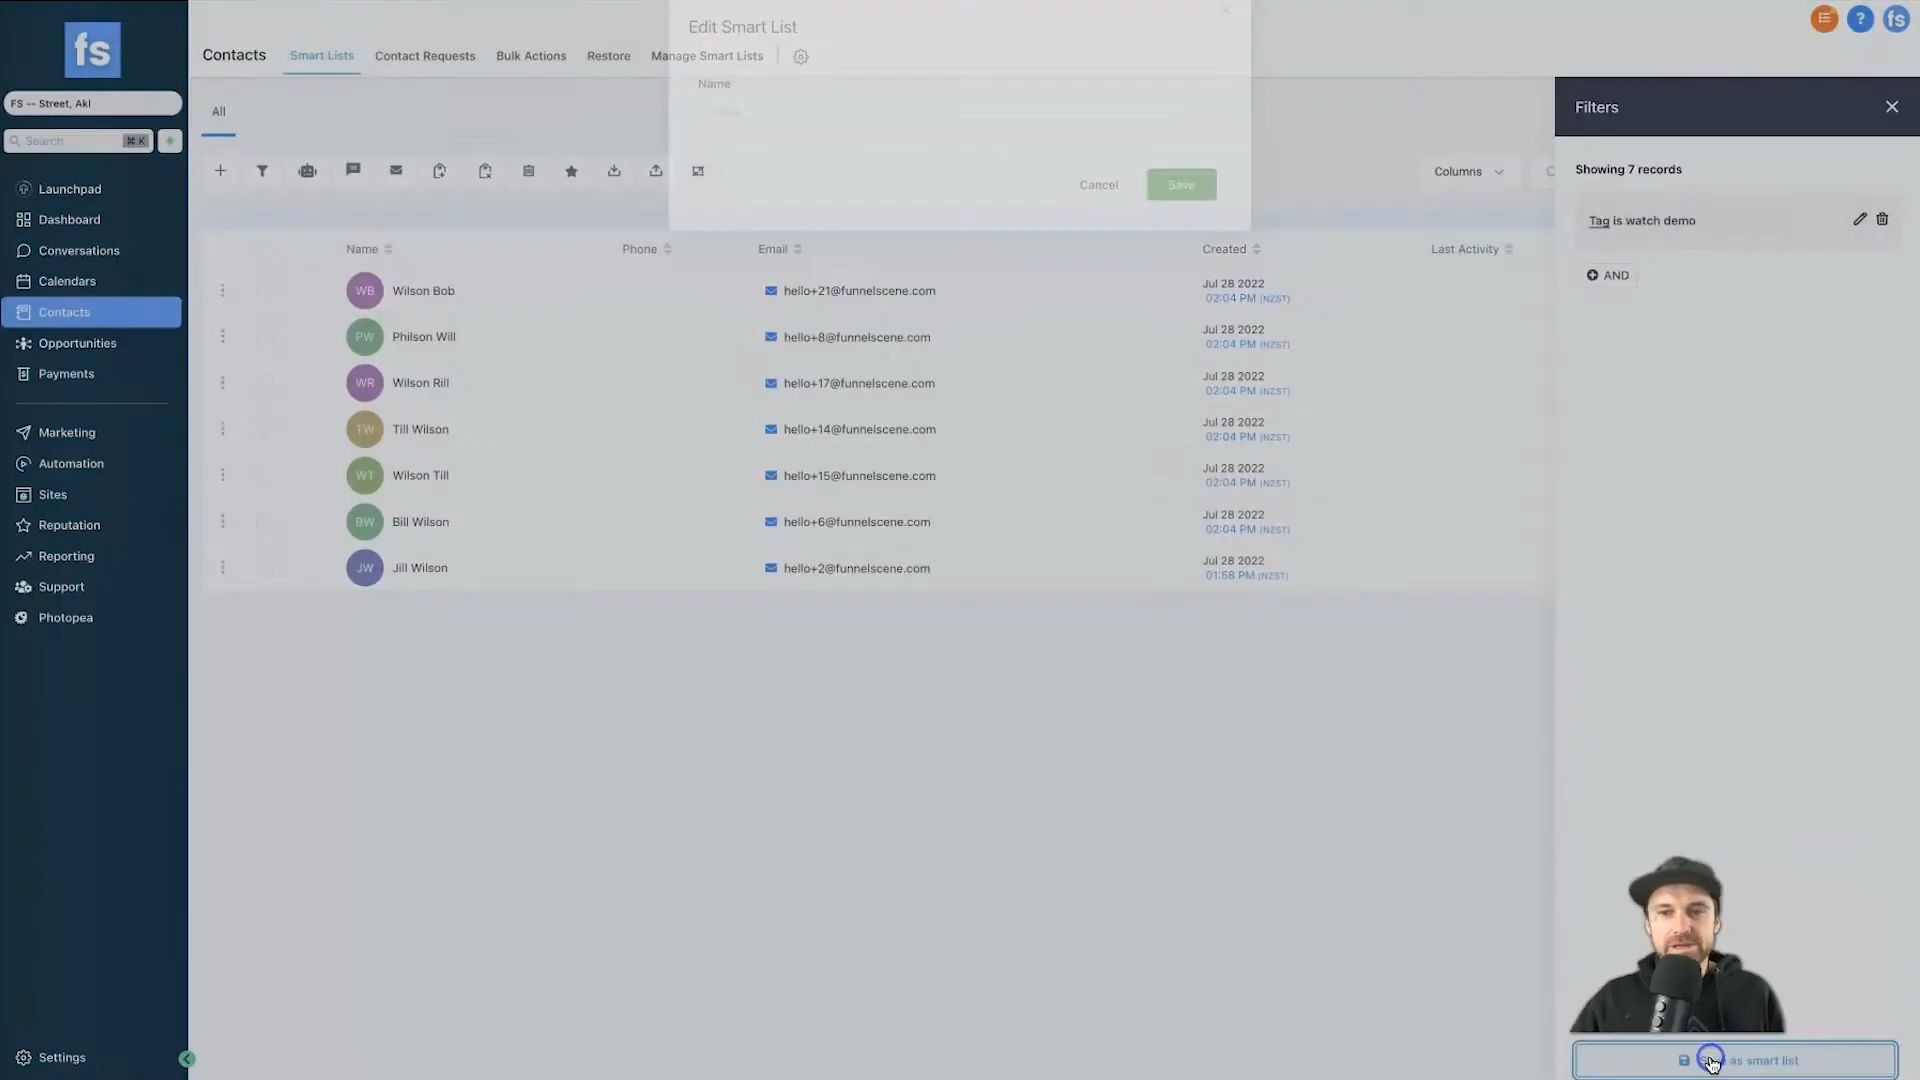 fs
FS -- Street, Akl
Search
⌘ K
Launchpad
Dashboard
Conversations
Calendars
Contacts
Opportunities
Payments
Marketing
Automation
Sites
Reputation
Reporting
Support
Photopea
Settings
Contacts
Smart Lists
Contact Requests
Bulk Actions
Restore
Manage Smart Lists
All
Edit Smart List
Name
Cancel
Save
Columns
Name
Phone
Email
Created
Last Activity
WB Wilson Bob hello+21@funnelscene.com Jul 28 2022
02:04 PM (NZST)
PW Philson Will hello+8@funnelscene.com Jul 28 2022
02:04 PM (NZST)
WR Wilson Rill hello+17@funnelscene.com Jul 28 2022
02:04 PM (NZST)
TW Till Wilson hello+14@funnelscene.com Jul 28 2022
02:04 PM (NZST)
WT Wilson Till hello+15@funnelscene.com Jul 28 2022
02:04 PM (NZST)
BW Bill Wilson hello+6@funnelscene.com Jul 28 2022
02:04 PM (NZST)
JW Jill Wilson hello+2@funnelscene.com Jul 28 2022
01:58 PM (NZST)
?
fs
Filters
Showing 7 records
Tag is watch demo
AND
as smart list